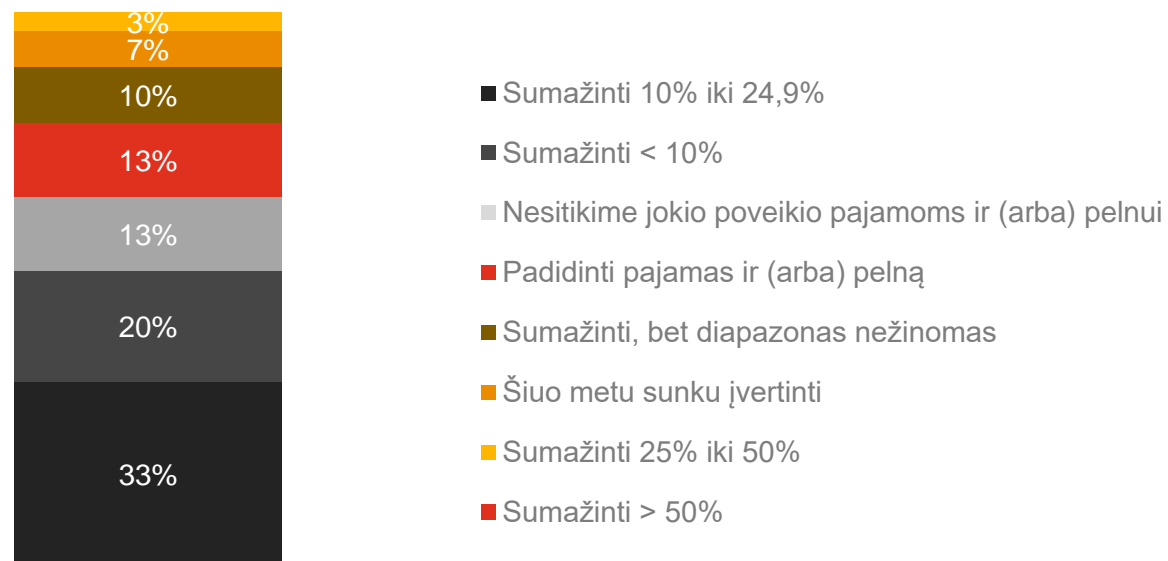 3%
7%
10%
13%
13%
20%
33%
Sumažinti 10% iki 24,9%
Sumažinti < 10%
Nesitikime jokio poveikio pajamoms ir (arba) pelnui
Padidinti pajamas ir (arba) pelną
Sumažinti, bet diapazonas nežinomas
Šiuo metu sunku įvertinti
Sumažinti 25% iki 50%
Sumažinti > 50%